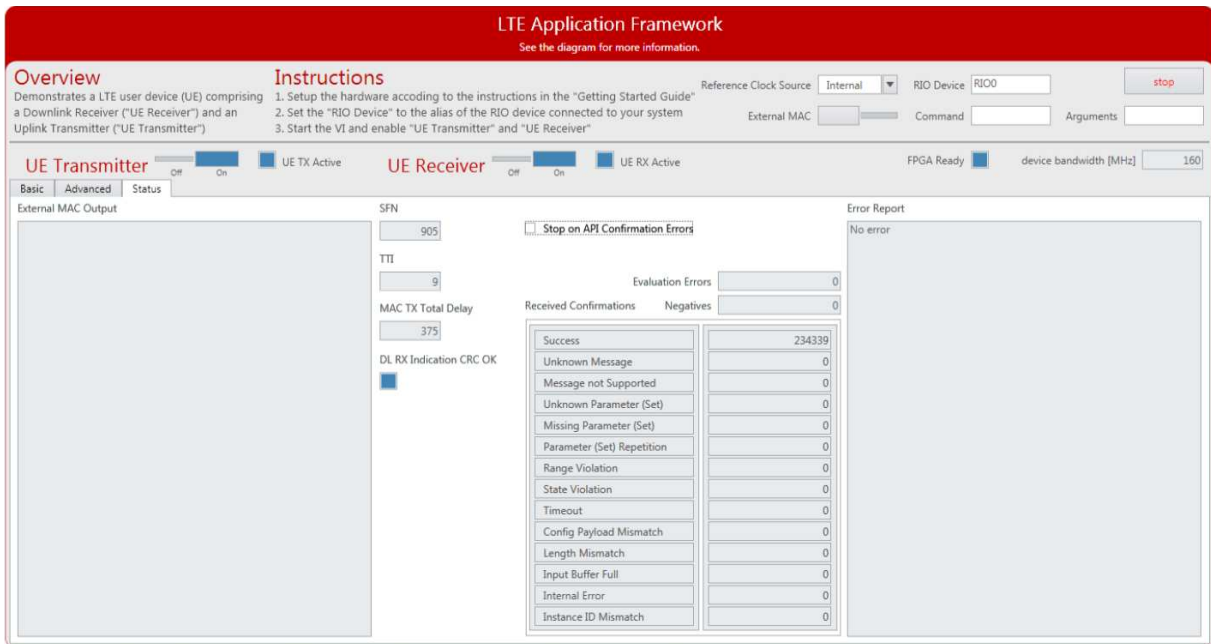 LTE Application Framework
See the diagram for more information.
Overview
Demonstrates a LTE user device (UE) comprising
a Downlink Receiver ("UE Receiver") and an
Uplink Transmitter ("UE Transmitter")
Instructions
1. Setup the hardware accoding to the instructions in the "Getting Started Guide"
2. Set the "RIO Device" to the alias of the RIO device connected to your system
3. Start the VI and enable "UE Transmitter" and "UE Receiver"
Reference Clock Source Internal RIO Device RIO0 stop
External MAC Command Arguments
UE Transmitter Off On UE TX Active UE Receiver Off On UE RX Active FPGA Ready device bandwidth [MHz] 160
Basic Advanced Status
External MAC Output
SFN
905
TTI
9
MAC TX Total Delay
375
DL RX Indication CRC OK
Stop on API Confirmation Errors
Evaluation Errors 0
Received Confirmations Negatives 0
Success 234339
Unknown Message 0
Message not Supported 0
Unknown Parameter (Set) 0
Missing Parameter (Set) 0
Parameter (Set) Repetition 0
Range Violation 0
State Violation 0
Timeout 0
Config Payload Mismatch 0
Length Mismatch 0
Input Buffer Full 0
Internal Error 0
Instance ID Mismatch 0
Error Report
No error